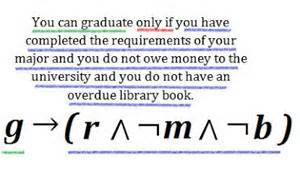 You can graduate only if you have
completed the requirements of your
major and you do not owe money to the
university and you do not have an
overdue library book.
g → (r ∧ ¬m ∧ ¬b)